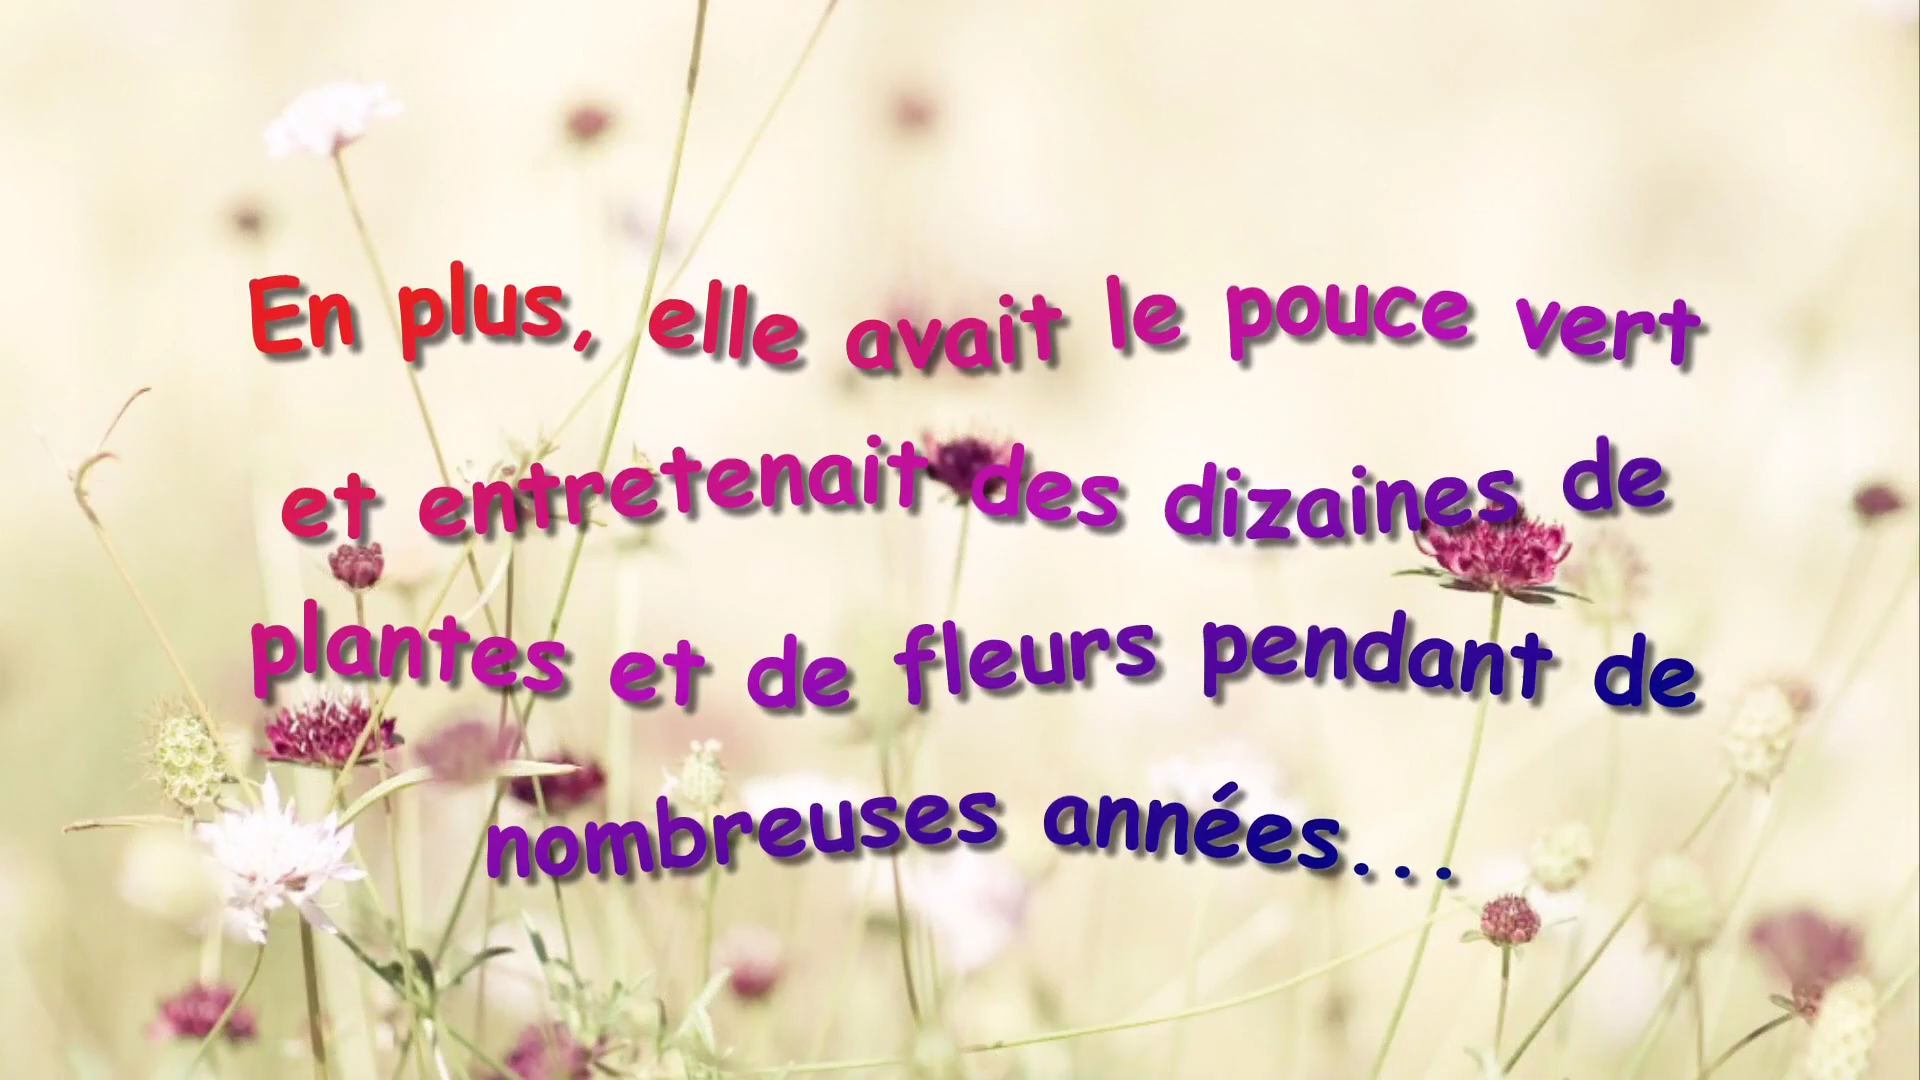 En plus, elle avait le pouce vert
et entretenait des dizaines de
plantes et de fleurs pendant de
nombreuses années...